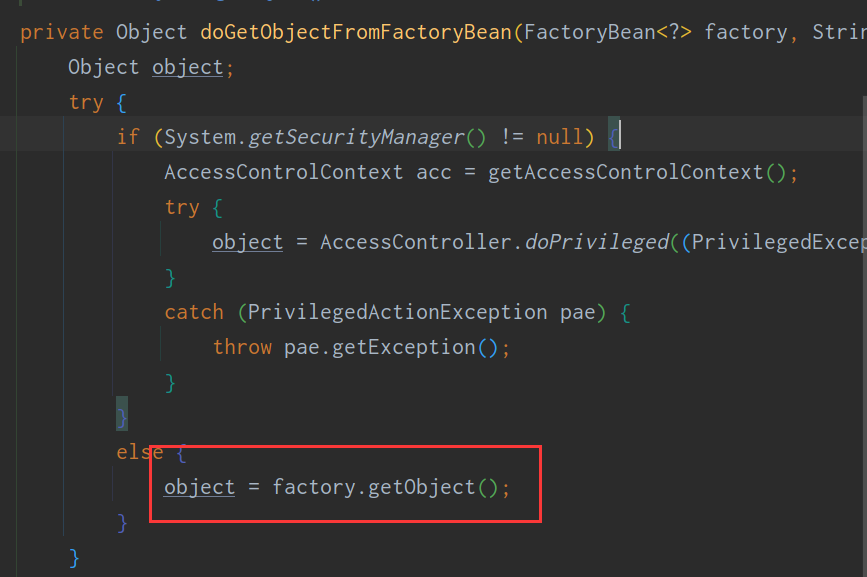 private Object doGetObjectFromFactoryBean(FactoryBean<?> factory, Strin
Object object;
try {
if (System.getSecurityManager() != null) {
AccessControlContext acc = getAccessControlContext();
try {
object = AccessController.doPrivileged((PrivilegedExcep
}
catch (PrivilegedActionException pae) {
throw pae.getException();
}
}
else {
object = factory.getObject();
}
}